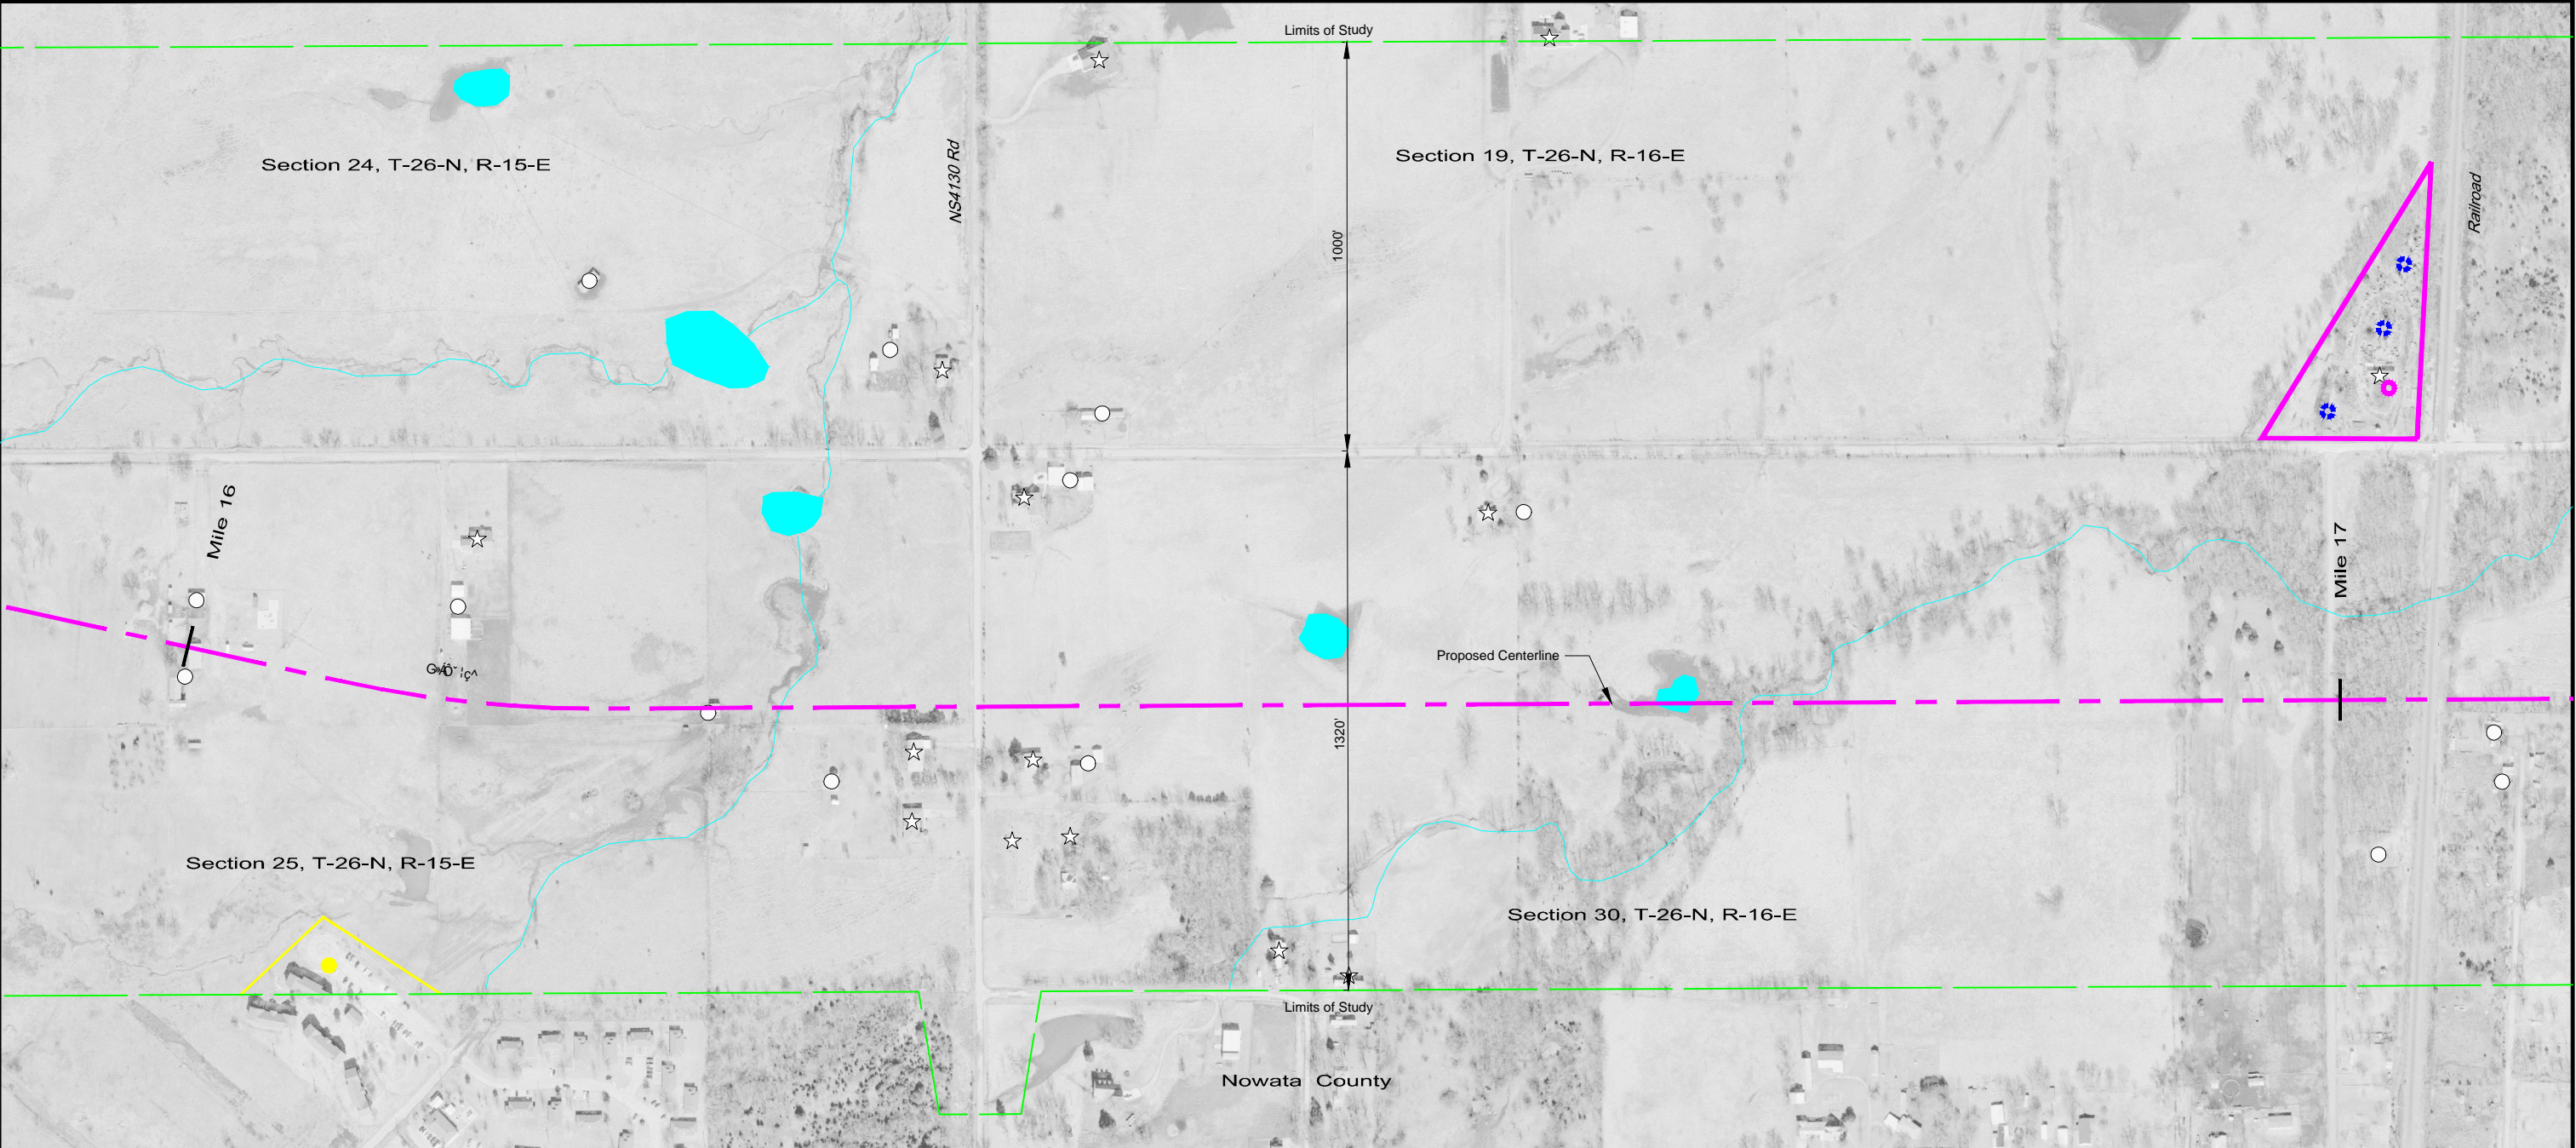 Limits of Study
Section 24, T-26-N, R-15-E
NS4130 Rd
Section 19, T-26-N, R-16-E
Railroad
1000'
Mile 16
Mile 17
Proposed Centerline
1320'
Section 25, T-26-N, R-15-E
Section 30, T-26-N, R-16-E
Limits of Study
Nowata County